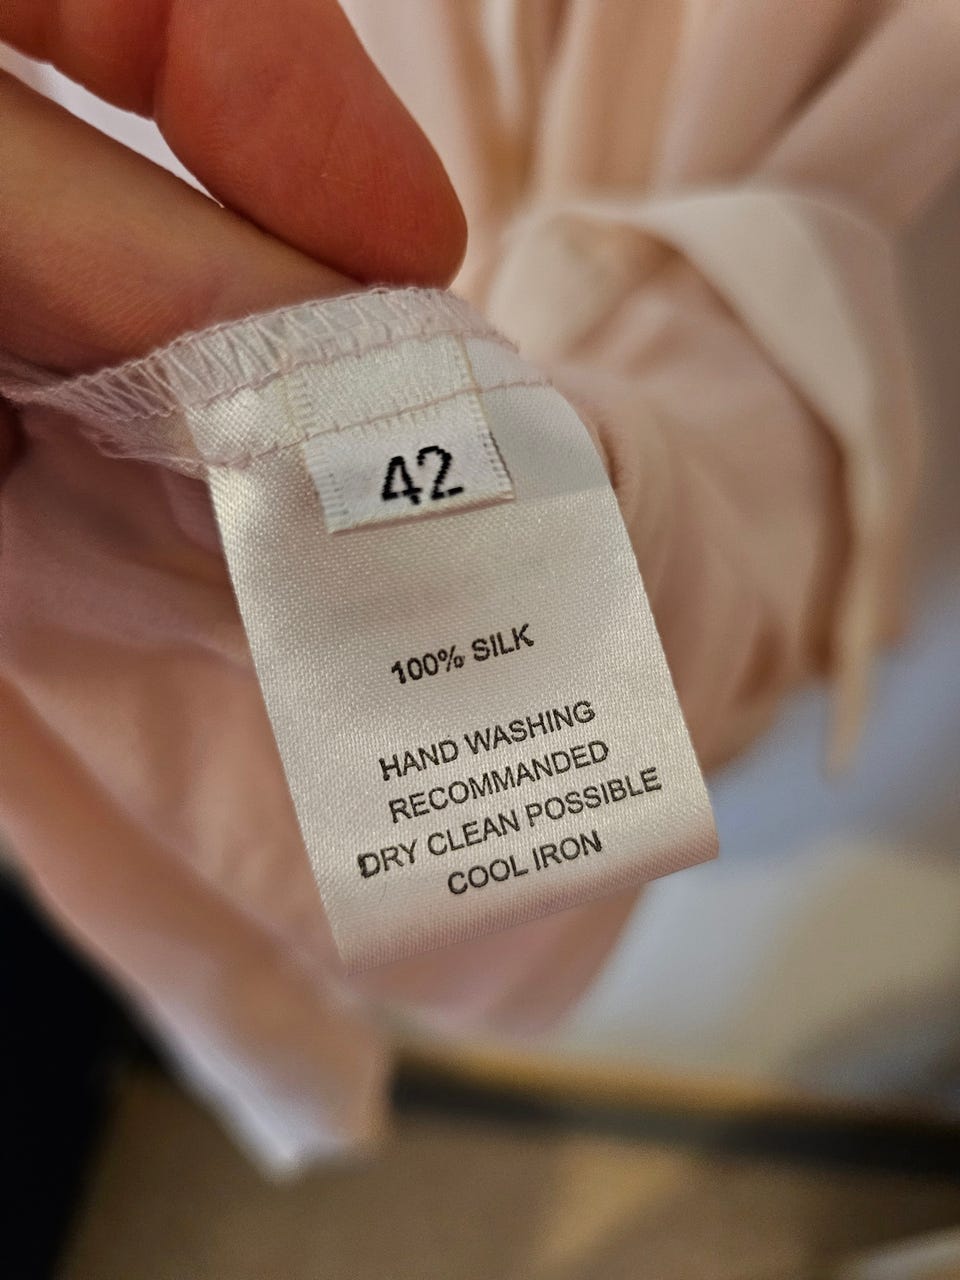 42
100% SILK
HAND WASHING
RECOMMANDED
DRY CLEAN POSSIBLE
COOL IRON